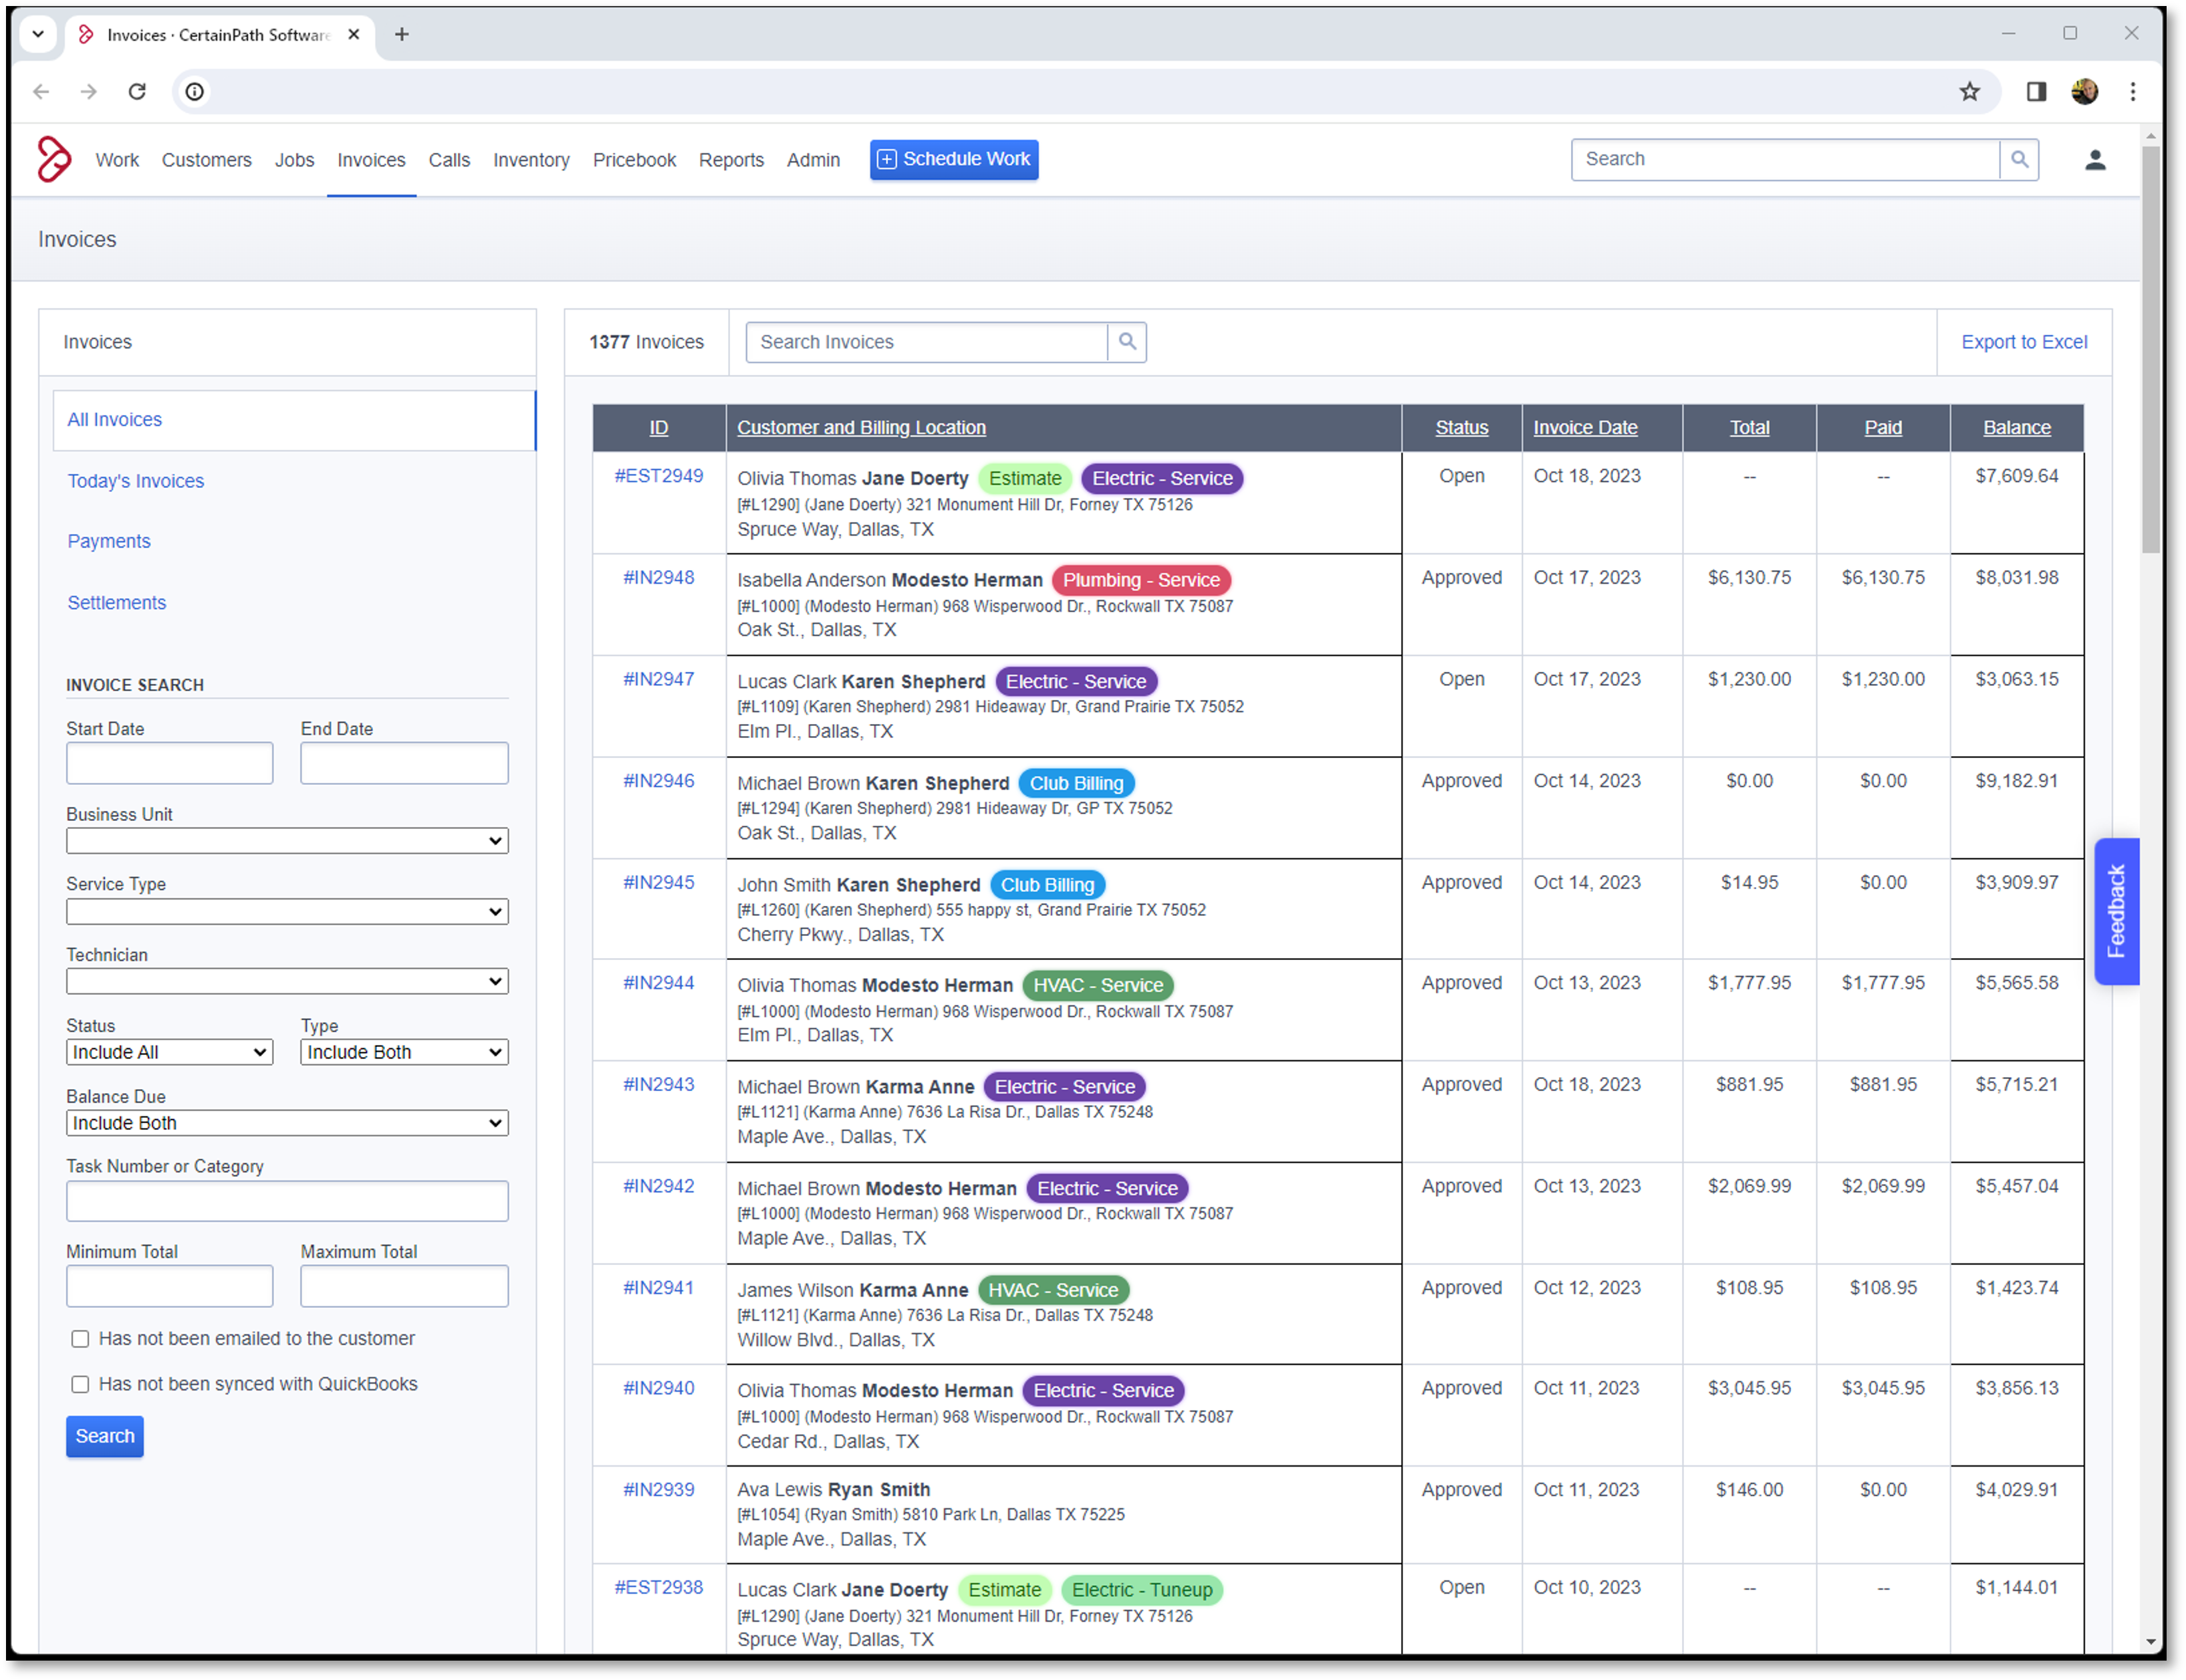 Invoices · CertainPath Software
Work Customers Jobs Invoices Calls Inventory Pricebook Reports Admin Schedule Work Search
Invoices
Invoices
All Invoices
Today's Invoices
Payments
Settlements
INVOICE SEARCH
Start Date End Date
Business Unit
Service Type
Technician
Status Type
Include All Include Both
Balance Due
Include Both
Task Number or Category
Minimum Total Maximum Total
Has not been emailed to the customer
Has not been synced with QuickBooks
Search
1377 Invoices Search Invoices Export to Excel
ID Customer and Billing Location Status Invoice Date Total Paid Balance
#EST2949 Olivia Thomas Jane Doerty Estimate Electric - Service Open Oct 18, 2023 -- -- $7,609.64
[#L1290] (Jane Doerty) 321 Monument Hill Dr, Forney TX 75126
Spruce Way, Dallas, TX
#IN2948 Isabella Anderson Modesto Herman Plumbing - Service Approved Oct 17, 2023 $6,130.75 $6,130.75 $8,031.98
[#L1000] (Modesto Herman) 968 Wisperwood Dr., Rockwall TX 75087
Oak St., Dallas, TX
#IN2947 Lucas Clark Karen Shepherd Electric - Service Open Oct 17, 2023 $1,230.00 $1,230.00 $3,063.15
[#L1109] (Karen Shepherd) 2981 Hideaway Dr, Grand Prairie TX 75052
Elm Pl., Dallas, TX
#IN2946 Michael Brown Karen Shepherd Club Billing Approved Oct 14, 2023 $0.00 $0.00 $9,182.91
[#L1294] (Karen Shepherd) 2981 Hideaway Dr, GP TX 75052
Oak St., Dallas, TX
#IN2945 John Smith Karen Shepherd Club Billing Approved Oct 14, 2023 $14.95 $0.00 $3,909.97
[#L1260] (Karen Shepherd) 555 happy st, Grand Prairie TX 75052
Cherry Pkwy., Dallas, TX
#IN2944 Olivia Thomas Modesto Herman HVAC - Service Approved Oct 13, 2023 $1,777.95 $1,777.95 $5,565.58
[#L1000] (Modesto Herman) 968 Wisperwood Dr., Rockwall TX 75087
Elm Pl., Dallas, TX
#IN2943 Michael Brown Karma Anne Electric - Service Approved Oct 18, 2023 $881.95 $881.95 $5,715.21
[#L1121] (Karma Anne) 7636 La Risa Dr., Dallas TX 75248
Maple Ave., Dallas, TX
#IN2942 Michael Brown Modesto Herman Electric - Service Approved Oct 13, 2023 $2,069.99 $2,069.99 $5,457.04
[#L1000] (Modesto Herman) 968 Wisperwood Dr., Rockwall TX 75087
Maple Ave., Dallas, TX
#IN2941 James Wilson Karma Anne HVAC - Service Approved Oct 12, 2023 $108.95 $108.95 $1,423.74
[#L1121] (Karma Anne) 7636 La Risa Dr., Dallas TX 75248
Willow Blvd., Dallas, TX
#IN2940 Olivia Thomas Modesto Herman Electric - Service Approved Oct 11, 2023 $3,045.95 $3,045.95 $3,856.13
[#L1000] (Modesto Herman) 968 Wisperwood Dr., Rockwall TX 75087
Cedar Rd., Dallas, TX
#IN2939 Ava Lewis Ryan Smith Approved Oct 11, 2023 $146.00 $0.00 $4,029.91
[#L1054] (Ryan Smith) 5810 Park Ln, Dallas TX 75225
Maple Ave., Dallas, TX
#EST2938 Lucas Clark Jane Doerty Estimate Electric - Tuneup Open Oct 10, 2023 -- -- $1,144.01
[#L1290] (Jane Doerty) 321 Monument Hill Dr, Forney TX 75126
Spruce Way, Dallas, TX
Feedback